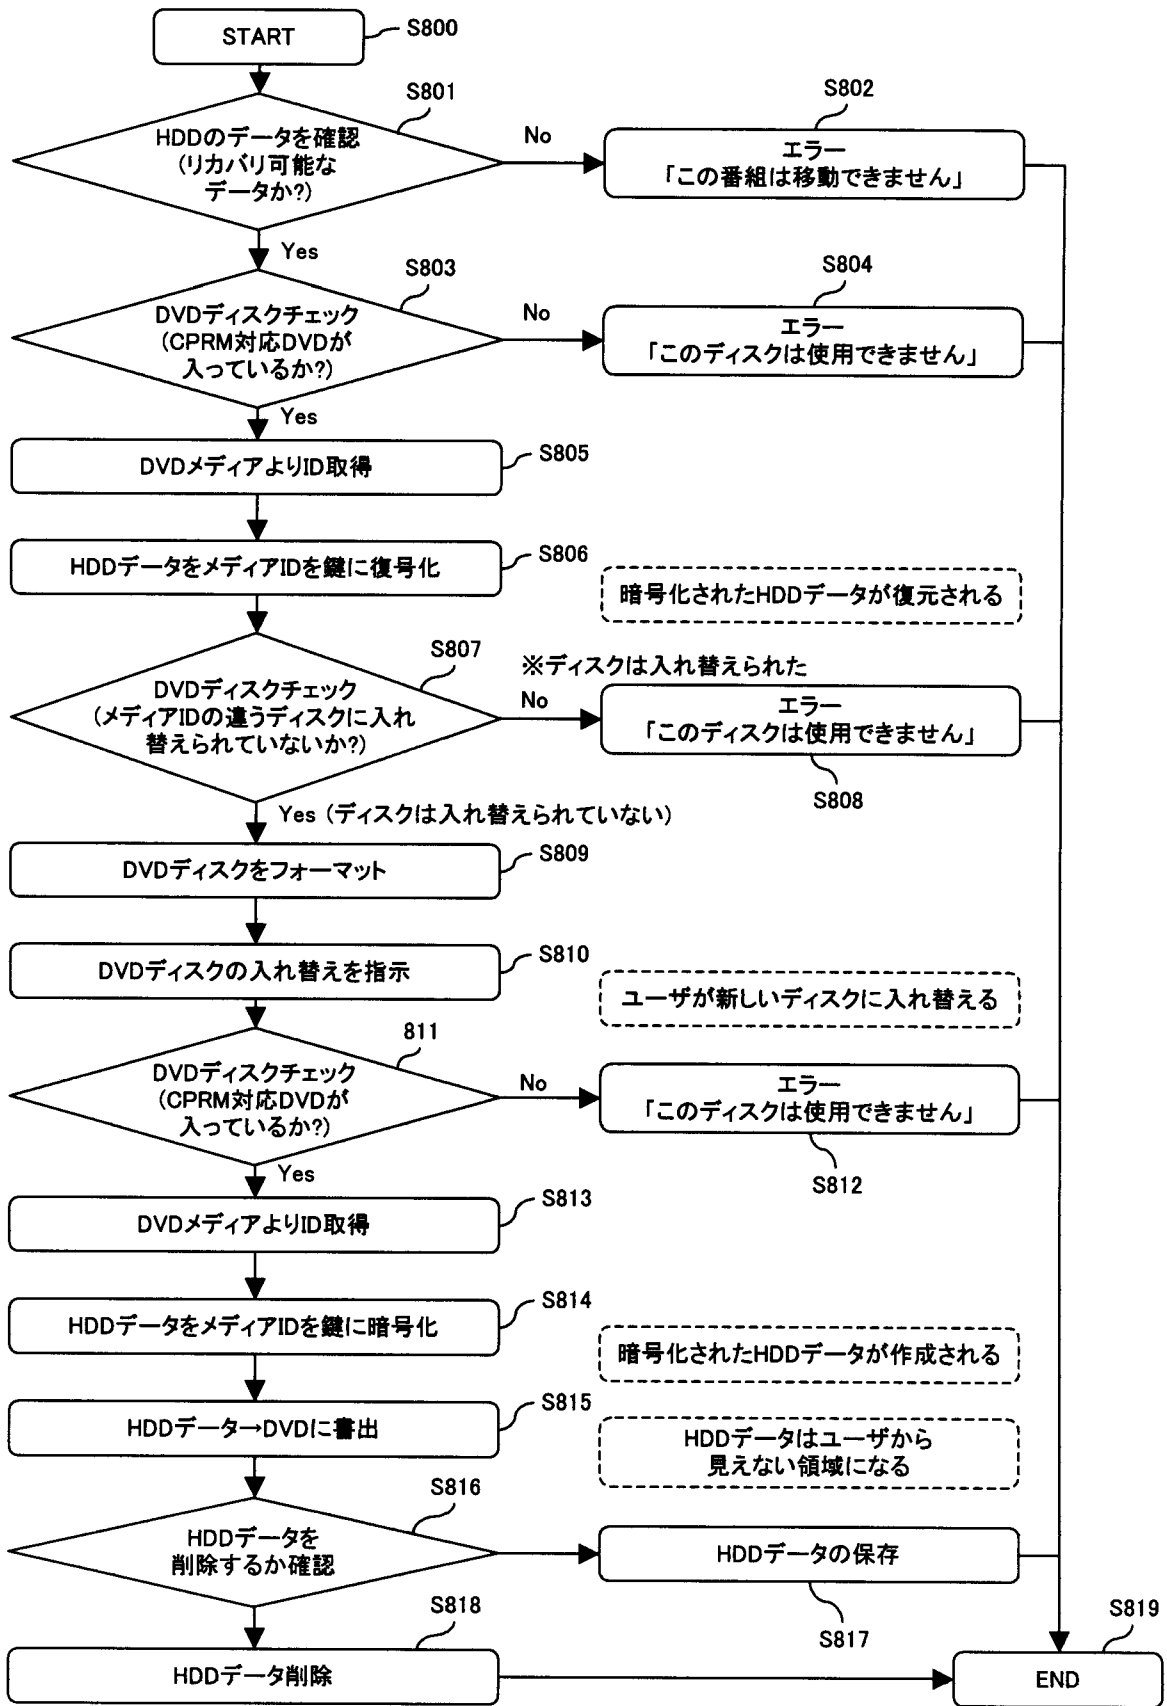 START
S800
S801
HDDのデータを確認
(リカバリ可能な
データか?)
No
S802
エラー
「この番組は移動できません」
Yes
S803
DVDディスクチェック
(CPRM対応DVDが
入っているか?)
No
S804
エラー
「このディスクは使用できません」
Yes
DVDメディアよりID取得
S805
HDDデータをメディアIDを鍵に復号化
S806
暗号化されたHDDデータが復元される
S807
DVDディスクチェック
(メディアIDの違うディスクに入れ
替えられていないか?)
※ディスクは入れ替えられた
No
エラー
「このディスクは使用できません」
S808
Yes (ディスクは入れ替えられていない)
DVDディスクをフォーマット
S809
DVDディスクの入れ替えを指示
S810
ユーザが新しいディスクに入れ替える
811
DVDディスクチェック
(CPRM対応DVDが
入っているか?)
No
エラー
「このディスクは使用できません」
S812
Yes
DVDメディアよりID取得
S813
HDDデータをメディアIDを鍵に暗号化
S814
暗号化されたHDDデータが作成される
HDDデータ→DVDに書出
S815
HDDデータはユーザから
見えない領域になる
S816
HDDデータを
削除するか確認
HDDデータの保存
S817
S818
HDDデータ削除
S819
END